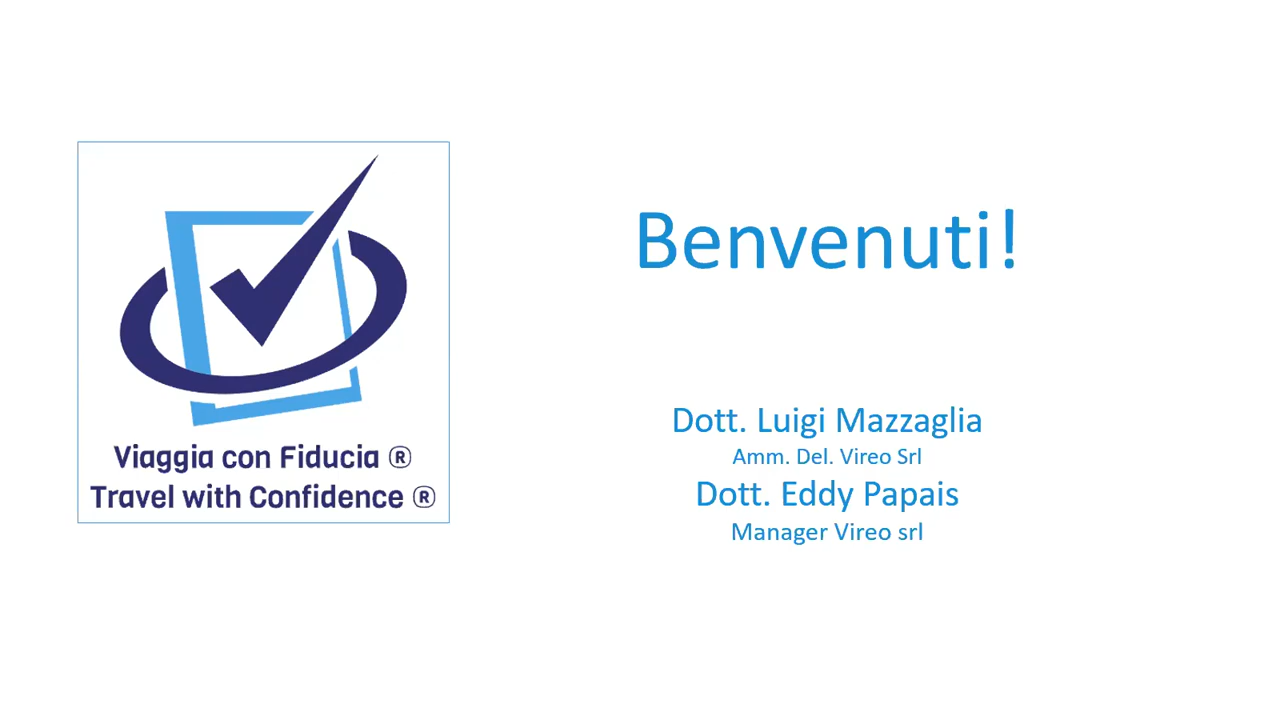 Viaggia con Fiducia ®
Travel with Confidence ®
Benvenuti!
Dott. Luigi Mazzaglia
Amm. Del. Vireo Srl
Dott. Eddy Papais
Manager Vireo srl